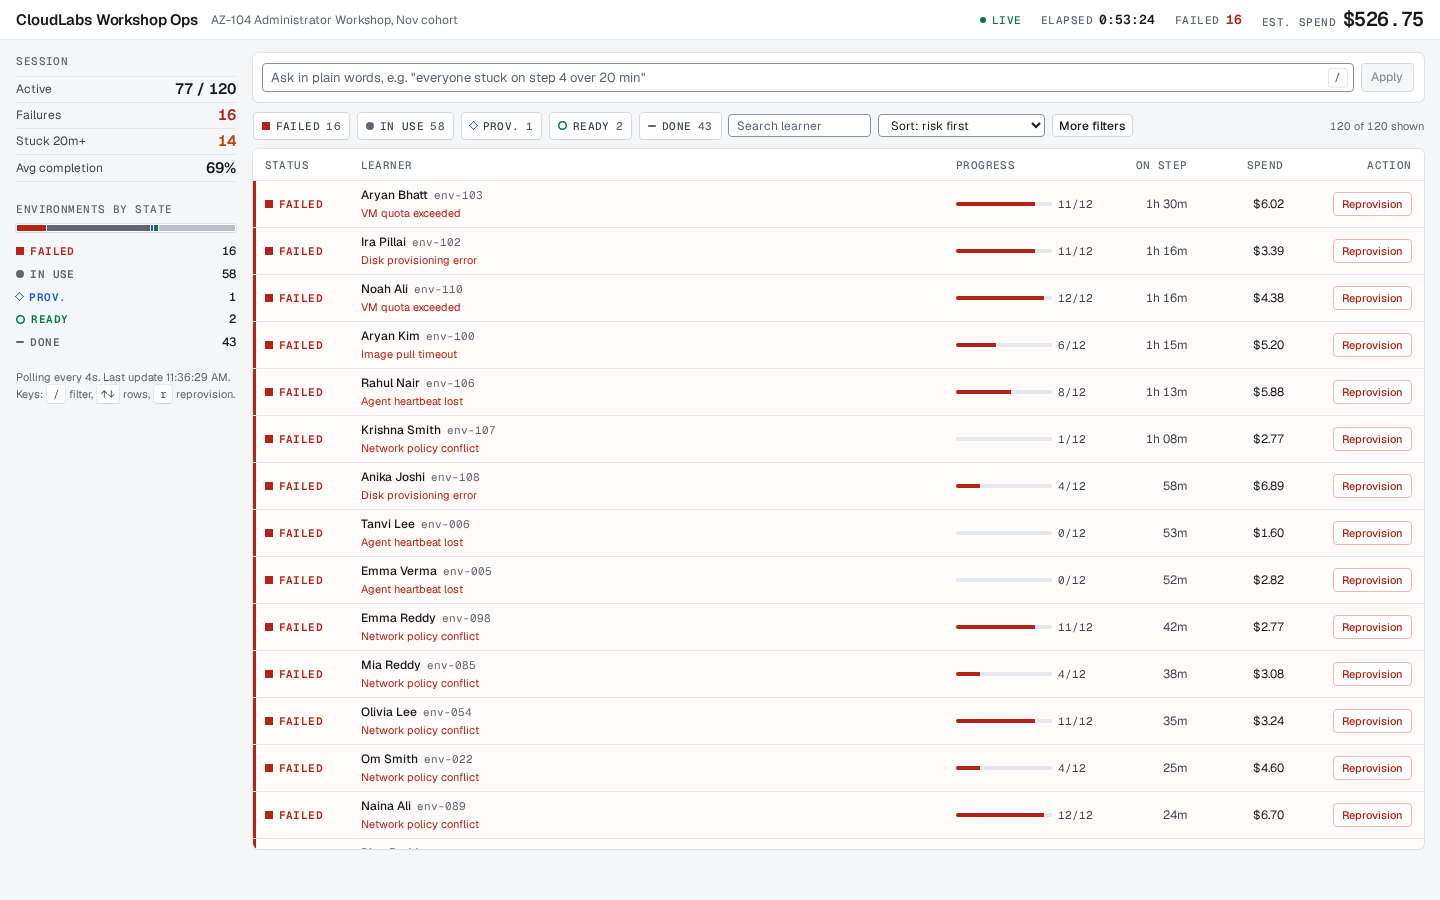 CloudLabs Workshop Ops AZ-104 Administrator Workshop, Nov cohort LIVE ELAPSED 0:53:24 FAILED 16 EST. SPEND $526.75
SESSION
Active 77 / 120
Failures 16
Stuck 20m+ 14
Avg completion 69%
ENVIRONMENTS BY STATE
FAILED 16
IN USE 58
PROV. 1
READY 2
DONE 43
Polling every 4s. Last update 11:36:29 AM.
Keys: / filter, ↑↓ rows, r reprovision.
Ask in plain words, e.g. "everyone stuck on step 4 over 20 min" / Apply
FAILED 16 IN USE 58 PROV. 1 READY 2 DONE 43 Search learner Sort: risk first More filters 120 of 120 shown
STATUS LEARNER PROGRESS ON STEP SPEND ACTION
FAILED Aryan Bhatt env-103 11/12 1h 30m $6.02 Reprovision
VM quota exceeded
FAILED Ira Pillai env-102 11/12 1h 16m $3.39 Reprovision
Disk provisioning error
FAILED Noah Ali env-110 12/12 1h 16m $4.38 Reprovision
VM quota exceeded
FAILED Aryan Kim env-100 6/12 1h 15m $5.20 Reprovision
Image pull timeout
FAILED Rahul Nair env-106 8/12 1h 13m $5.88 Reprovision
Agent heartbeat lost
FAILED Krishna Smith env-107 1/12 1h 08m $2.77 Reprovision
Network policy conflict
FAILED Anika Joshi env-108 4/12 58m $6.89 Reprovision
Disk provisioning error
FAILED Tanvi Lee env-006 0/12 53m $1.60 Reprovision
Agent heartbeat lost
FAILED Emma Verma env-005 0/12 52m $2.82 Reprovision
Agent heartbeat lost
FAILED Emma Reddy env-098 11/12 42m $2.77 Reprovision
Network policy conflict
FAILED Mia Reddy env-085 4/12 38m $3.08 Reprovision
Network policy conflict
FAILED Olivia Lee env-054 11/12 35m $3.24 Reprovision
Network policy conflict
FAILED Om Smith env-022 4/12 25m $4.60 Reprovision
Network policy conflict
FAILED Naina Ali env-089 12/12 24m $6.70 Reprovision
Network policy conflict